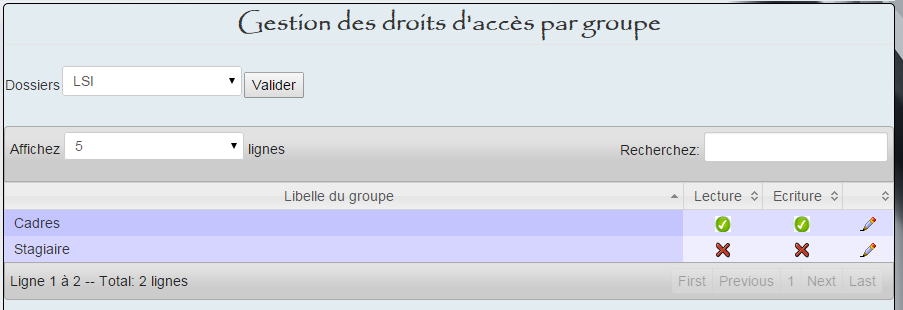 Gestion des droits d'accès par groupe
Dossiers LSI Valider
Affichez 5 lignes Recherchez:
Libelle du groupe Lecture Ecriture
Cadres
Stagiaire
Ligne 1 à 2 -- Total: 2 lignes First Previous 1 Next Last